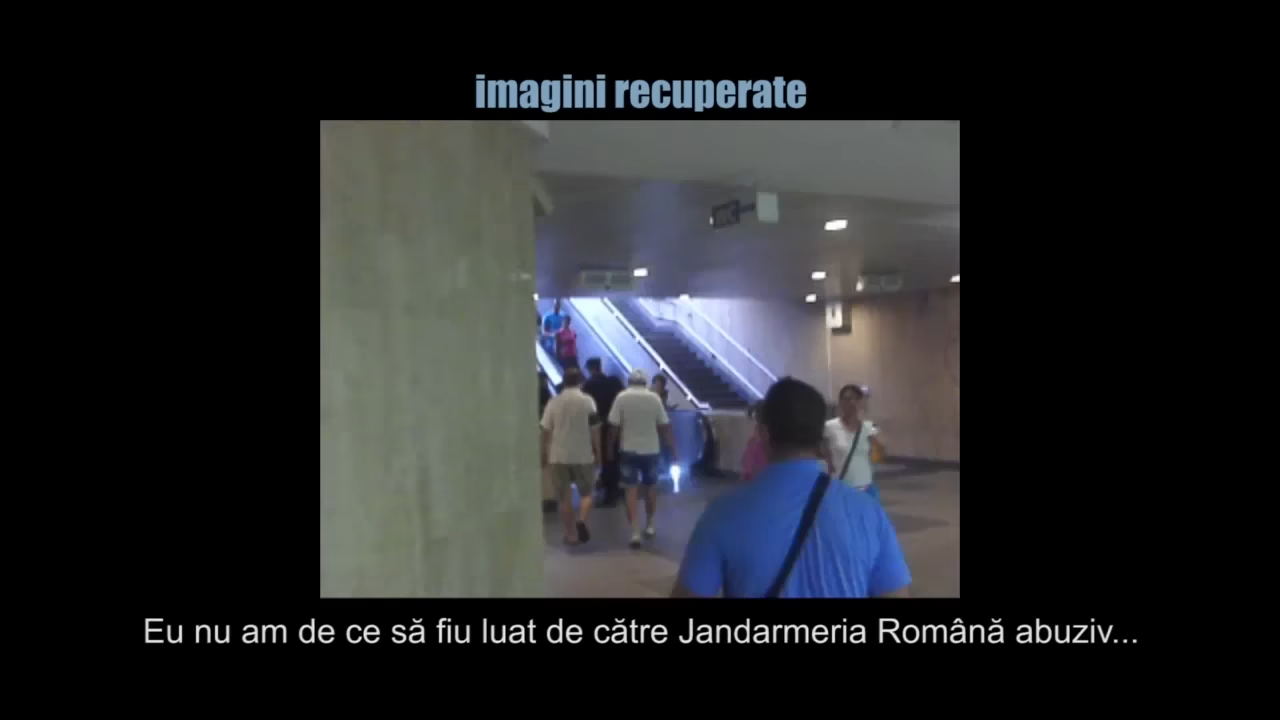 imagini recuperate
Eu nu am de ce să fiu luat de către Jandarmeria Română abuziv...